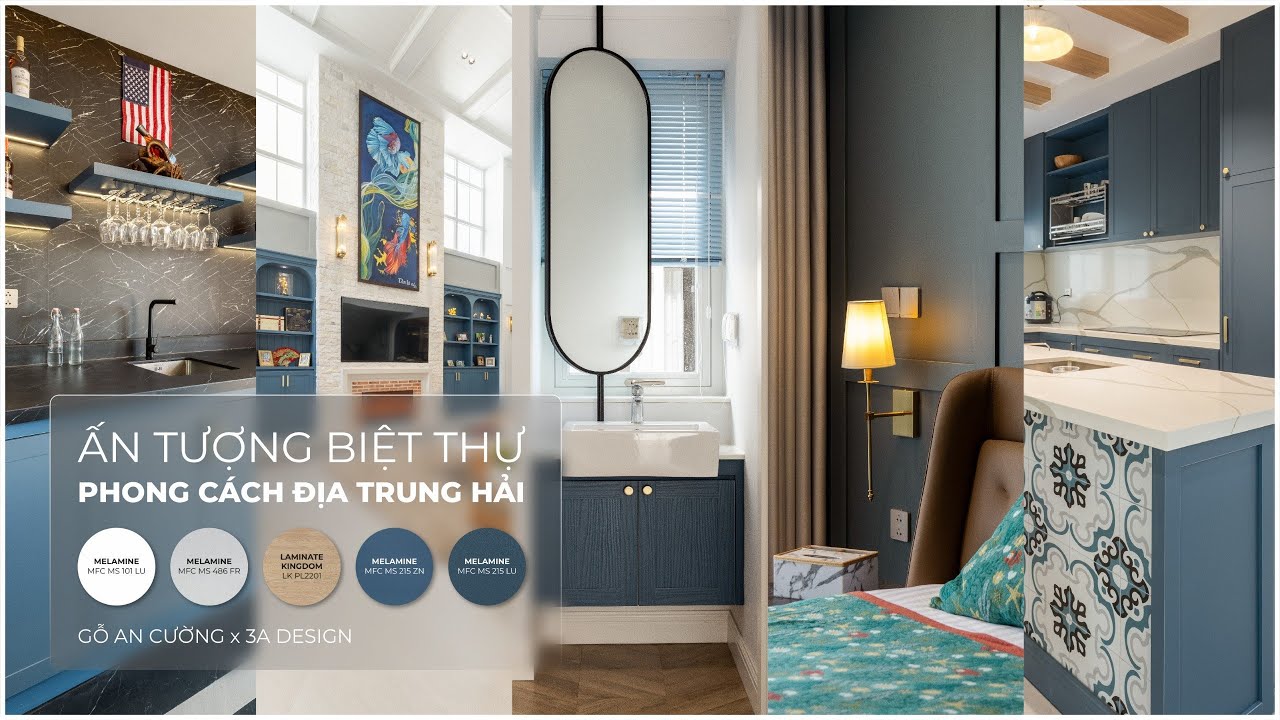 ẤN TƯỢNG BIỆT THỰ
PHONG CÁCH ĐỊA TRUNG HẢI
MELAMINE
MFC MS 101 LU
MELAMINE
MFC MS 486 FR
LAMINATE
KINGDOM
LK PL2201
MELAMINE
MFC MS 215 ZN
MELAMINE
MFC MS 215 LU
GỖ AN CƯỜNG x 3A DESIGN